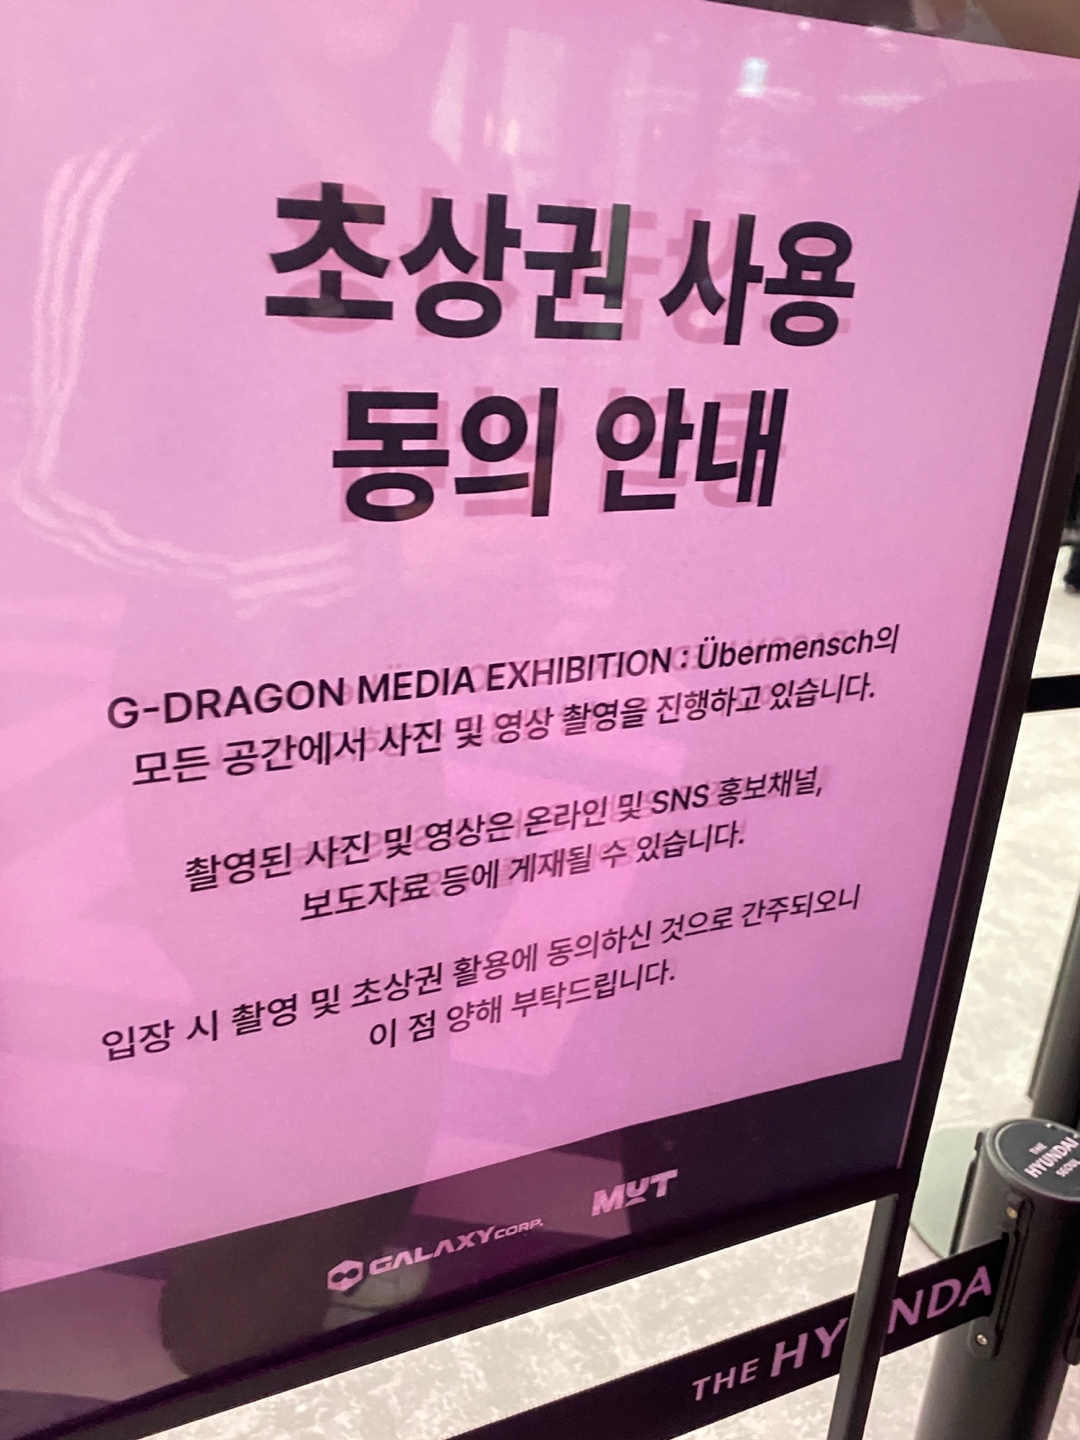 초상권 사용
동의 안내
G-DRAGON MEDIA EXHIBITION : Übermensch의
모든 공간에서 사진 및 영상 촬영을 진행하고 있습니다.
촬영된 사진 및 영상은 온라인 및 SNS 홍보채널,
보도자료 등에 게재될 수 있습니다.
입장 시 촬영 및 초상권 활용에 동의하신 것으로 간주되오니
이 점 양해 부탁드립니다.
GALAXY CORP.
MUT
THE
HYUNDAI
SEOUL
THE HY NDA